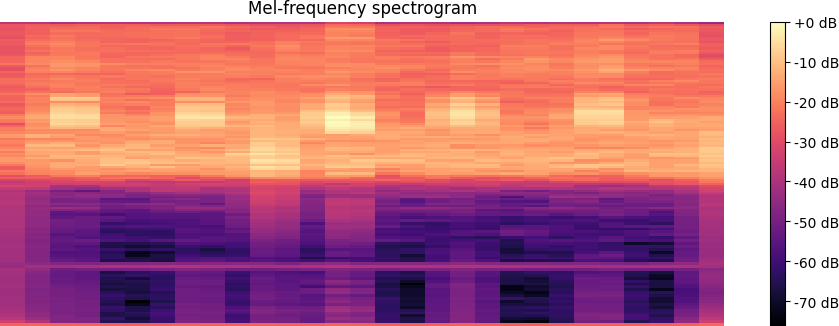 Mel-frequency spectrogram
+0 dB
-10 dB
-20 dB
-30 dB
-40 dB
-50 dB
-60 dB
-70 dB